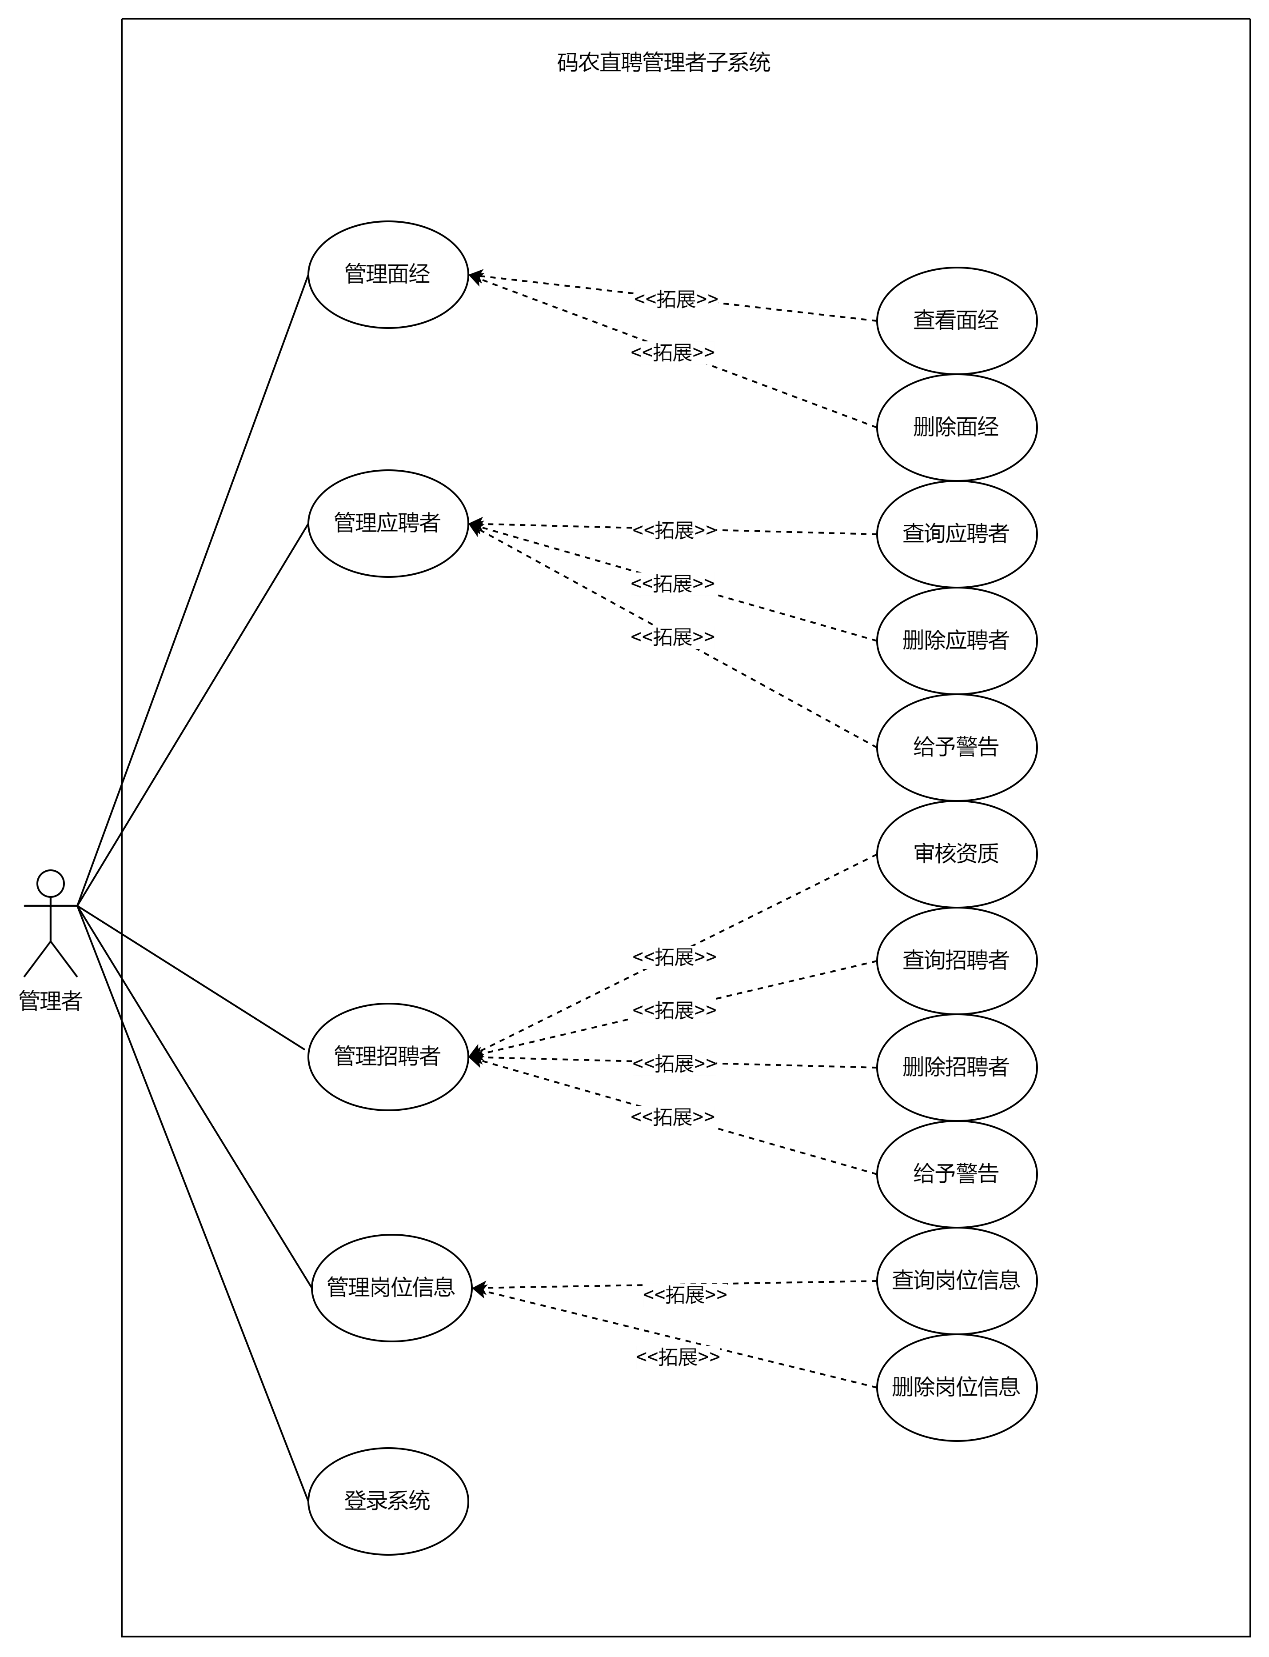 码农直聘管理者子系统
管理面经
<<拓展>>
查看面经
<<拓展>>
删除面经
管理应聘者
<<拓展>>
查询应聘者
<<拓展>>
删除应聘者
<<拓展>>
给予警告
审核资质
<<拓展>>
查询招聘者
管理者
<<拓展>>
管理招聘者
<<拓展>>
删除招聘者
<<拓展>>
给予警告
管理岗位信息
<<拓展>>
查询岗位信息
<<拓展>>
删除岗位信息
登录系统